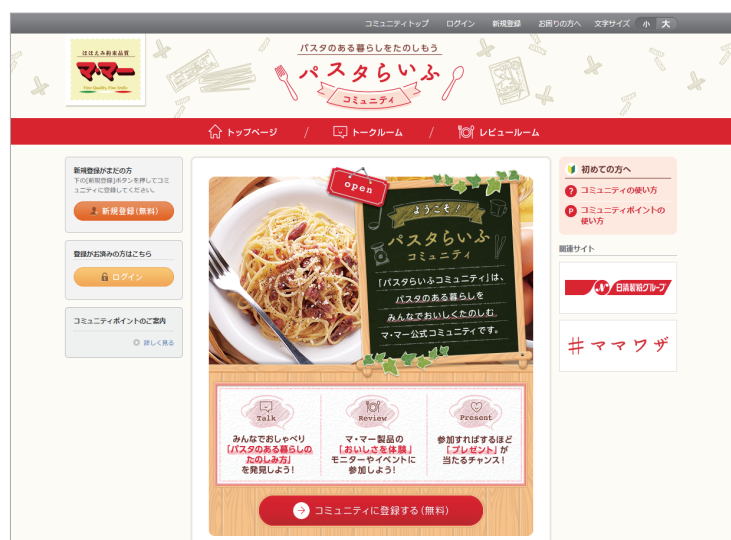 コミュニティトップ ログイン 新規登録 お困りの方へ 文字サイズ 小 大
ほほえみ約束品質
マ・マー
Fine Quality, Fine Smile
パスタのある暮らしをたのしもう
パスタらいふ
コミュニティ
トップページ / トークルーム / レビュールーム
新規登録がまだの方
下の[新規登録]ボタンを押してコミ
ュニティに登録してください。
新規登録(無料)
登録がお済みの方はこちら
ログイン
コミュニティポイントのご案内
詳しく見る
open
ようこそ!
パスタらいふ
コミュニティ
「パスタらいふコミュニティ」は、
パスタのある暮らしを
みんなでおいしくたのしむ
マ・マー公式コミュニティです。
Talk
みんなでおしゃべり
「パスタのある暮らしの
たのしみ方」
を発見しよう!
Review
マ・マー製品の
「おいしさを体験」
モニターやイベントに
参加しよう!
Present
参加すればするほど
「プレゼント」が
当たるチャンス!
コミュニティに登録する(無料)
初めての方へ
? コミュニティの使い方
P コミュニティポイントの
使い方
関連サイト
N 日清製粉グループ
#ママワザ